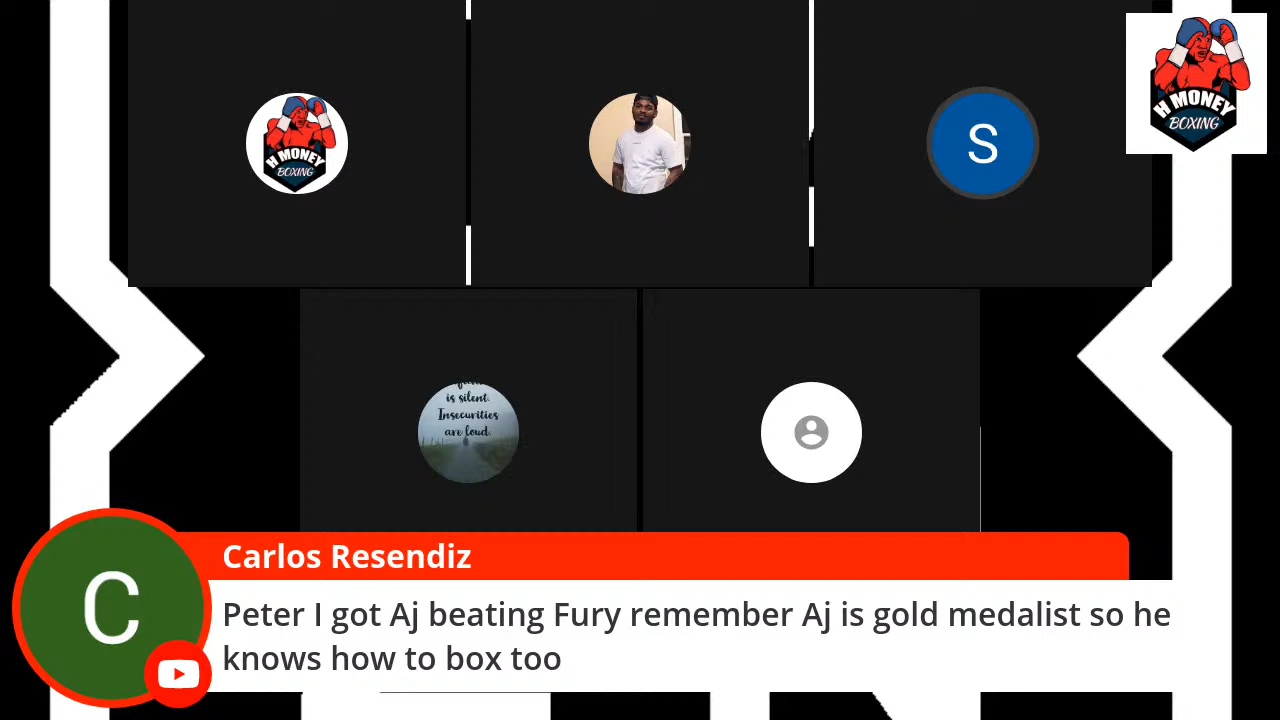 H MONEY
BOXING
H MONEY
BOXING
S
is silent.
Insecurities
are loud.
C
Carlos Resendiz
Peter I got Aj beating Fury remember Aj is gold medalist so he
knows how to box too